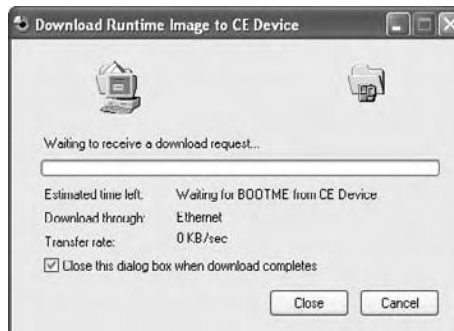 Download Runtime Image to CE Device
Waiting to receive a download request...
Estimated time left: Waiting for BOOTME from CE Device
Download through: Ethernet
Transfer rate: 0 KB/sec
Close this dialog box when download completes
Close Cancel